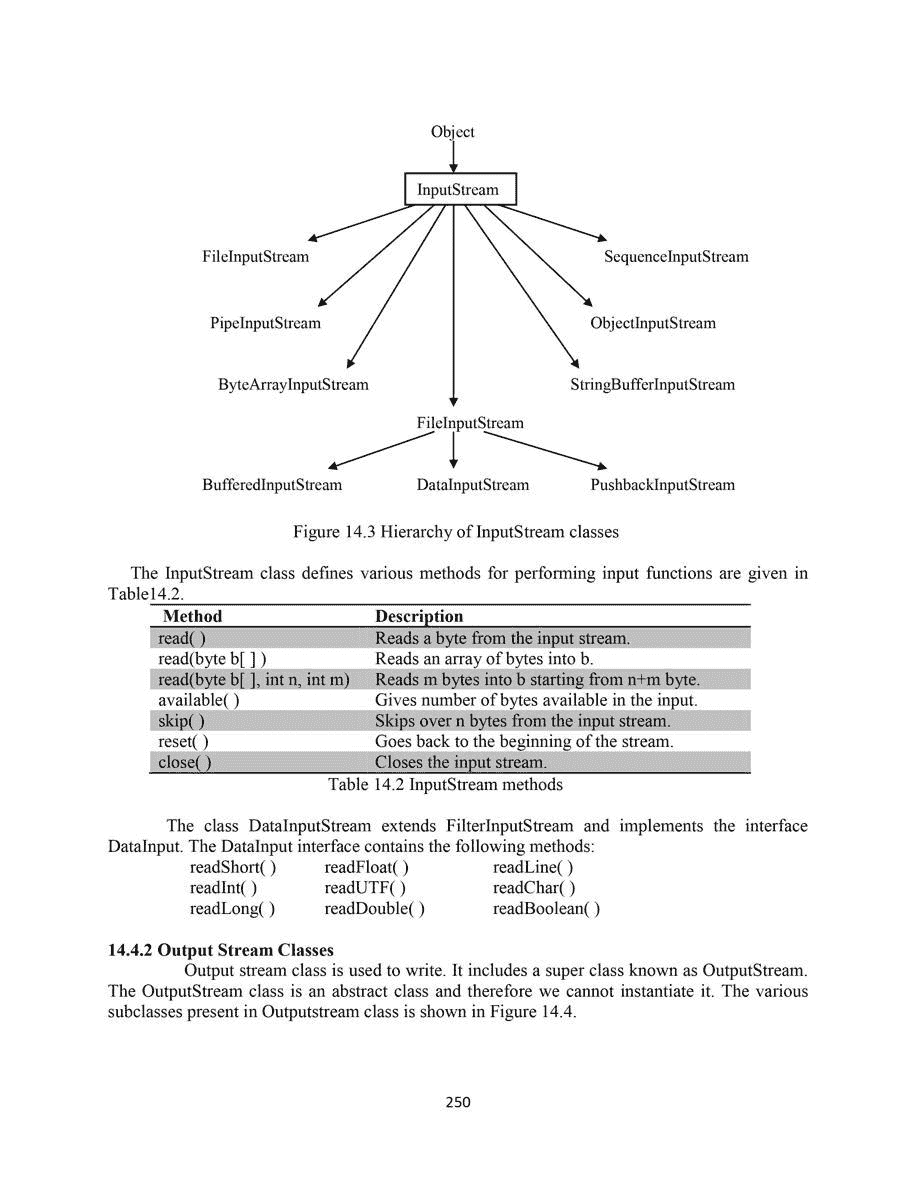 Object
InputStream
FileInputStream SequenceInputStream
PipeInputStream ObjectInputStream
ByteArrayInputStream StringBufferInputStream
FileInputStream
BufferedInputStream DataInputStream PushbackInputStream
Figure 14.3 Hierarchy of InputStream classes
The InputStream class defines various methods for performing input functions are given in
Table14.2.
Method Description
read( ) Reads a byte from the input stream.
read(byte b[ ] ) Reads an array of bytes into b.
read(byte b[ ], int n, int m) Reads m bytes into b starting from n+m byte.
available( ) Gives number of bytes available in the input.
skip( ) Skips over n bytes from the input stream.
reset( ) Goes back to the beginning of the stream.
close( ) Closes the input stream.
Table 14.2 InputStream methods
The class DataInputStream extends FilterInputStream and implements the interface
DataInput. The DataInput interface contains the following methods:
readShort( ) readFloat( ) readLine( )
readInt( ) readUTF( ) readChar( )
readLong( ) readDouble( ) readBoolean( )
14.4.2 Output Stream Classes
Output stream class is used to write. It includes a super class known as OutputStream.
The OutputStream class is an abstract class and therefore we cannot instantiate it. The various
subclasses present in Outputstream class is shown in Figure 14.4.
250